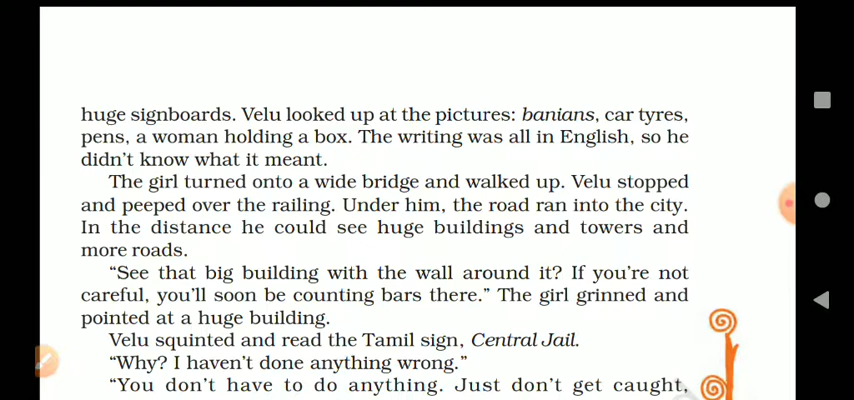 huge signboards. Velu looked up at the pictures: banians, car tyres,
pens, a woman holding a box. The writing was all in English, so he
didn't know what it meant.
The girl turned onto a wide bridge and walked up. Velu stopped
and peeped over the railing. Under him, the road ran into the city.
In the distance he could see huge buildings and towers and
more roads.
“See that big building with the wall around it? If you're not
careful, you'll soon be counting bars there.” The girl grinned and
pointed at a huge building.
Velu squinted and read the Tamil sign, Central Jail.
“Why? I haven't done anything wrong.”
“You don't have to do anything. Just don't get caught,